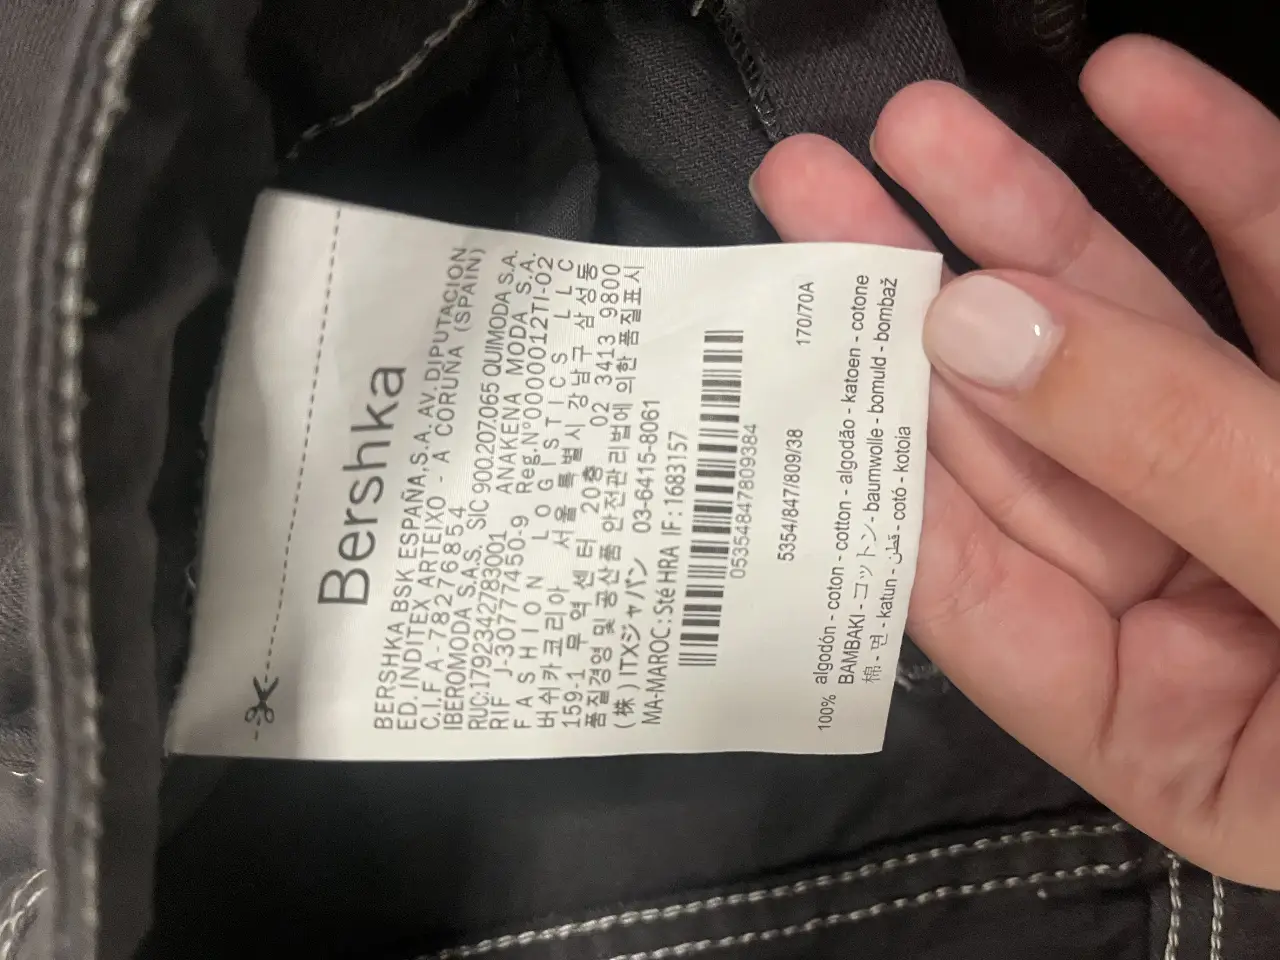 Bershka
BERSHKA BSK ESPAÑA,S.A. AV. DIPUTACION
ED. INDITEX ARTEIXO - A CORUÑA (SPAIN)
C.I.F A-78276854
IBEROMODA S.A.S. SIC 900.207.065 QUIMODA S.A.
RUC:1792342783001 ANAKENA MODA S.A.
RIF J-30777450-9 Reg.N°0000012TI-02
FASHION LOGISTICS LLC
버쉬카코리아 서울 특별시 강남구 삼성동
159-1 무역센터 20층 02 3413 9800
품질경영 및 공산품 안전관리법에 의한 품질표시
(株)ITXジャパン 03-6415-8061
MA-MAROC: Sté HRA IF: 1683157
05354847809384
5354/847/809/38 170/70A
100% algodón - coton - cotton - algodão - katoen - cotone
BAMBAKI - コットン - baumwolle - bomuld - bombaž
棉 - 면 - katun - قطن - cotó - kotoia